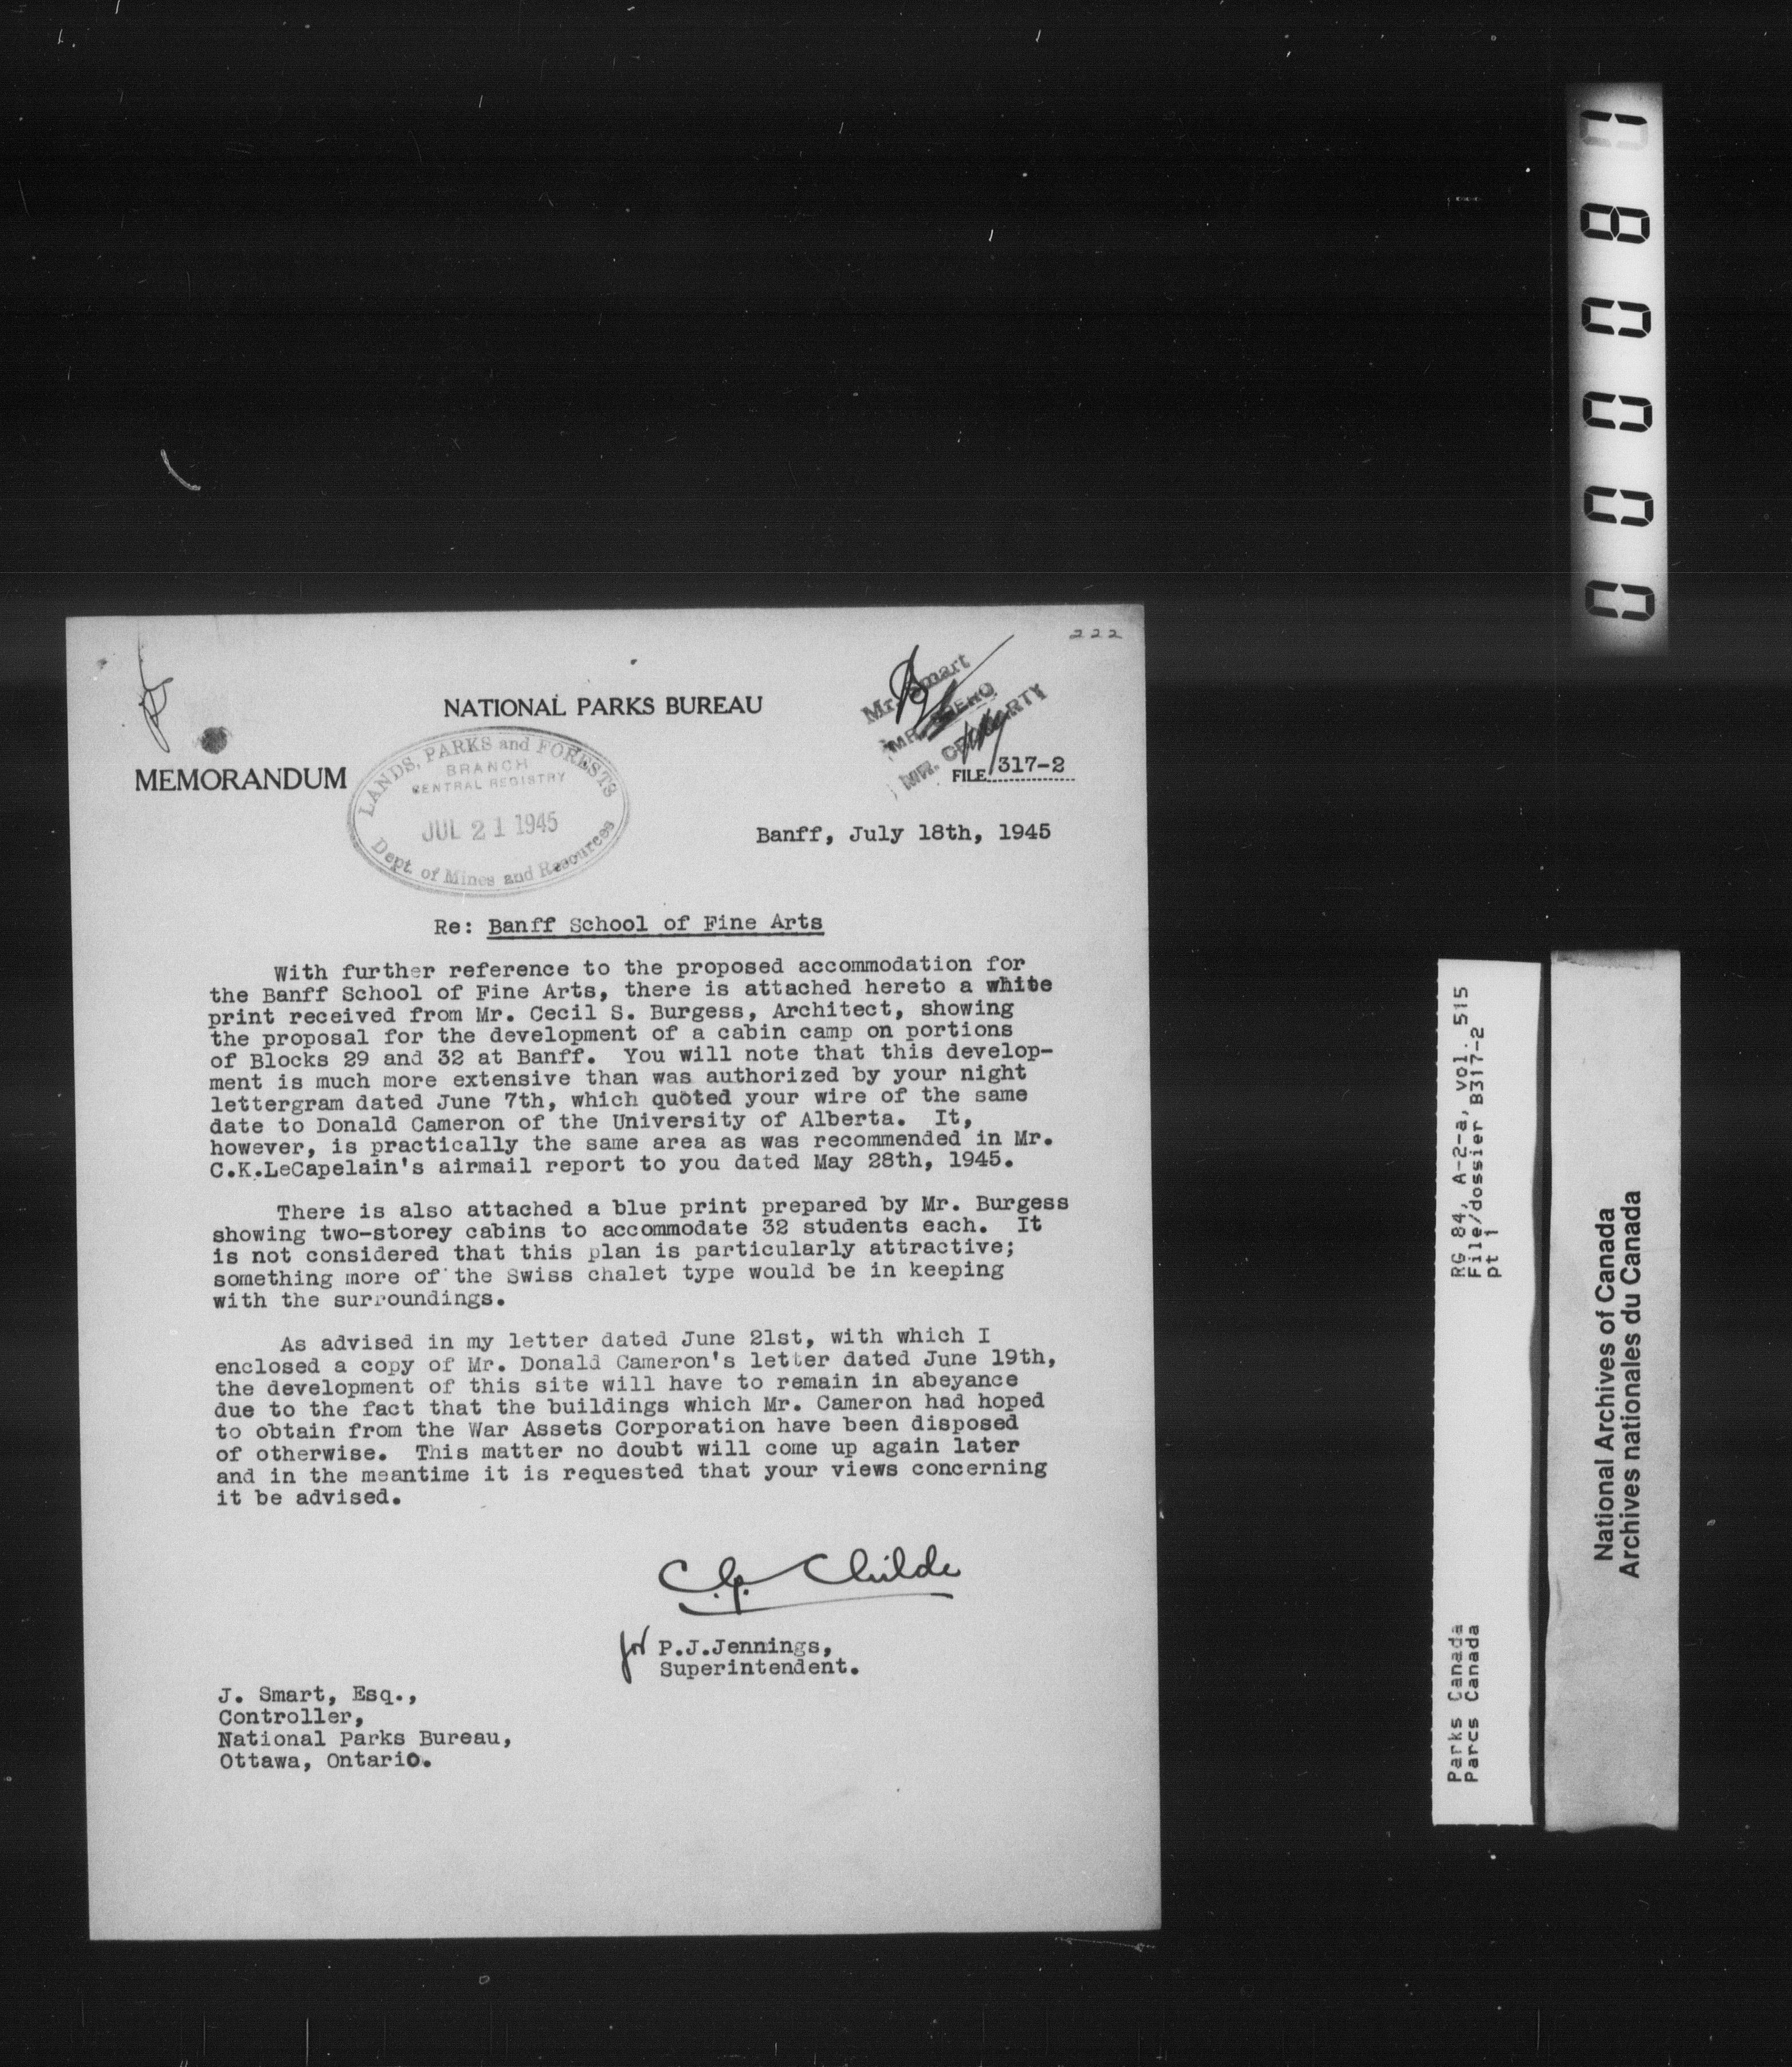 222
NATIONAL PARKS BUREAU
Mr. Smart
MR.
MR.
MEMORANDUM
FILE 317-2
LANDS, PARKS and FORESTS
BRANCH
CENTRAL REGISTRY
JUL 21 1945
Dept. of Mines and Resources
Banff, July 18th, 1945
Re: Banff School of Fine Arts
With further reference to the proposed accommodation for
the Banff School of Fine Arts, there is attached hereto a white
print received from Mr. Cecil S. Burgess, Architect, showing
the proposal for the development of a cabin camp on portions
of Blocks 29 and 32 at Banff. You will note that this develop-
ment is much more extensive than was authorized by your night
lettergram dated June 7th, which quoted your wire of the same
date to Donald Cameron of the University of Alberta. It,
however, is practically the same area as was recommended in Mr.
C.K.LeCapelain's airmail report to you dated May 28th, 1945.
There is also attached a blue print prepared by Mr. Burgess
showing two-storey cabins to accommodate 32 students each. It
is not considered that this plan is particularly attractive;
something more of the Swiss chalet type would be in keeping
with the surroundings.
As advised in my letter dated June 21st, with which I
enclosed a copy of Mr. Donald Cameron's letter dated June 19th,
the development of this site will have to remain in abeyance
due to the fact that the buildings which Mr. Cameron had hoped
to obtain from the War Assets Corporation have been disposed
of otherwise. This matter no doubt will come up again later
and in the meantime it is requested that your views concerning
it be advised.
Childe
for P.J.Jennings,
Superintendent.
J. Smart, Esq.,
Controller,
National Parks Bureau,
Ottawa, Ontario.
RG 84, A-2-a, vol. 515
File/dossier B317-2
pt 1
Parks Canada
Parcs Canada
National Archives of Canada
Archives nationales du Canada